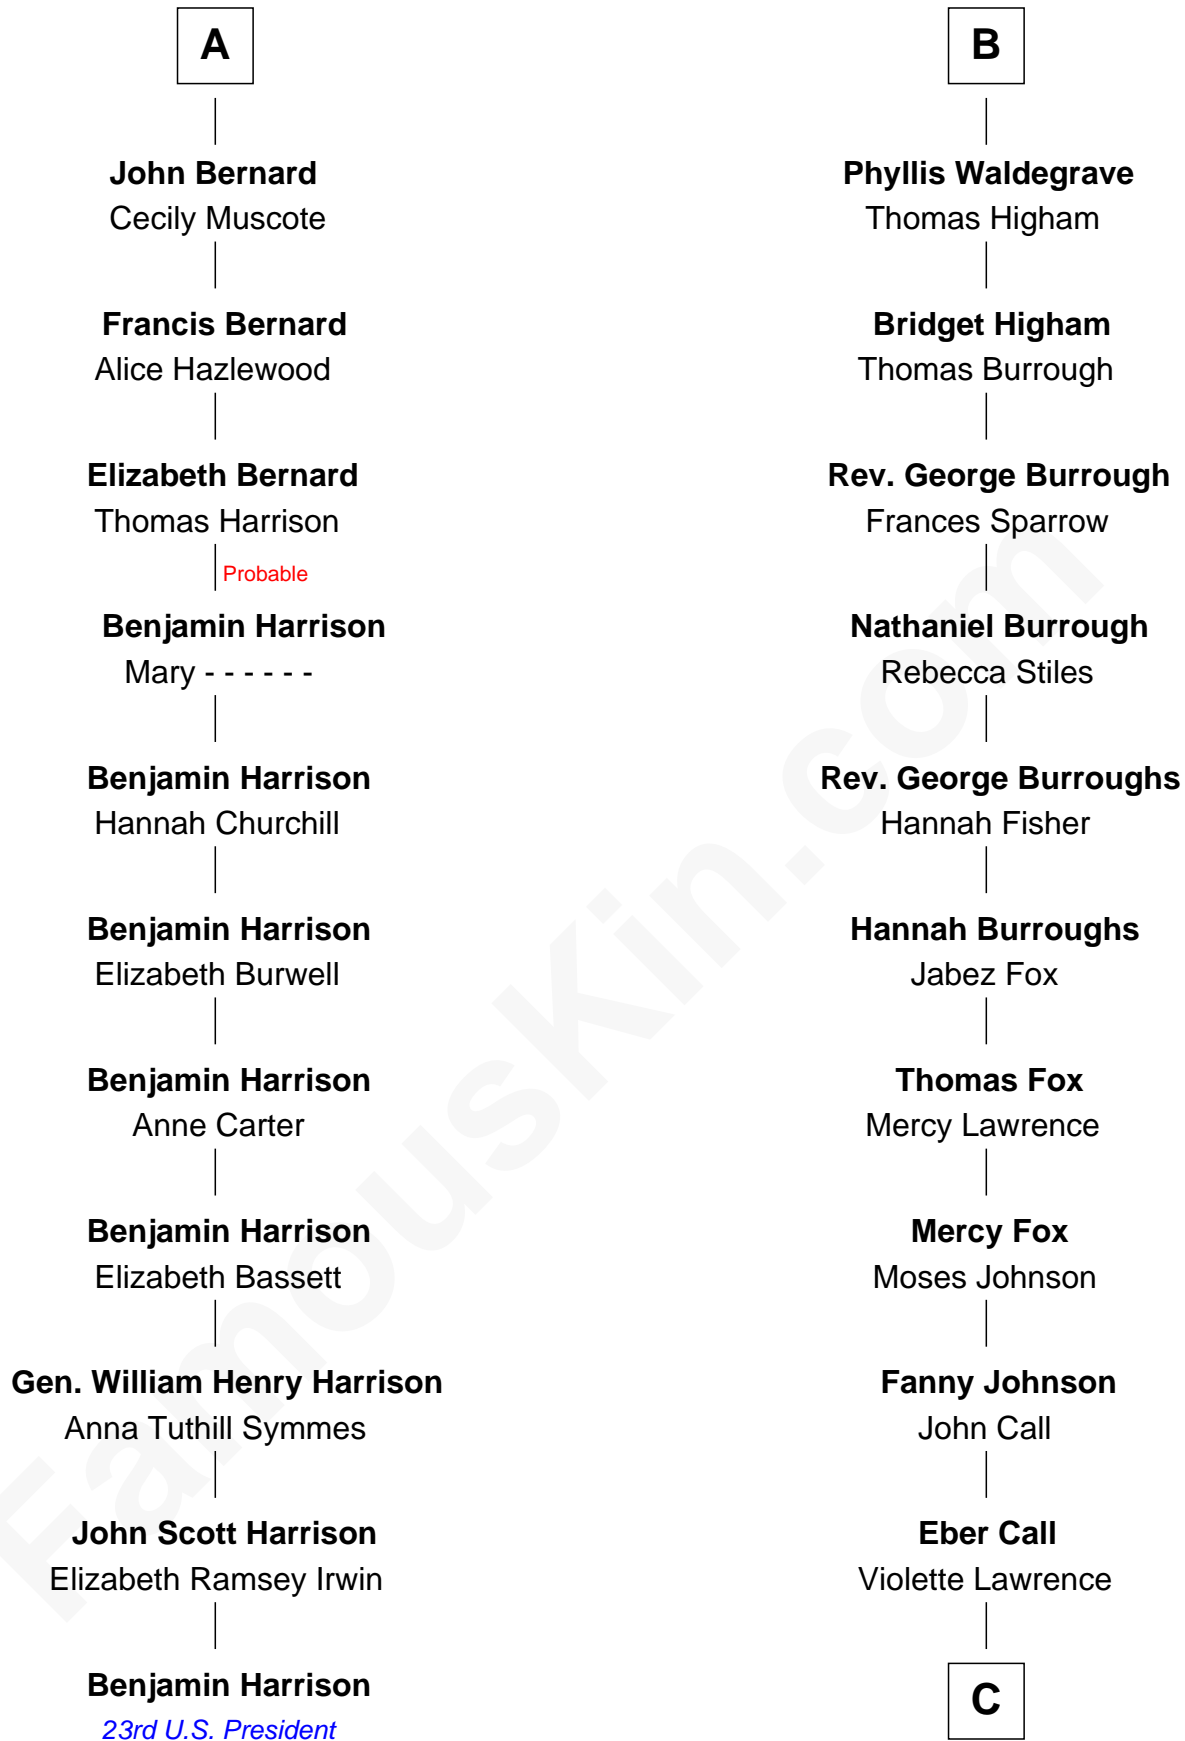 A
John Bernard
Cecily Muscote
Francis Bernard
Alice Hazlewood
Elizabeth Bernard
Thomas Harrison
Probable
Benjamin Harrison
Mary - - - - - -
Benjamin Harrison
Hannah Churchill
Benjamin Harrison
Elizabeth Burwell
Benjamin Harrison
Anne Carter
Benjamin Harrison
Elizabeth Bassett
Gen. William Henry Harrison
Anna Tuthill Symmes
John Scott Harrison
Elizabeth Ramsey Irwin
Benjamin Harrison
23rd U.S. President
B
Phyllis Waldegrave
Thomas Higham
Bridget Higham
Thomas Burrough
Rev. George Burrough
Frances Sparrow
Nathaniel Burrough
Rebecca Stiles
Rev. George Burroughs
Hannah Fisher
Hannah Burroughs
Jabez Fox
Thomas Fox
Mercy Lawrence
Mercy Fox
Moses Johnson
Fanny Johnson
John Call
Eber Call
Violette Lawrence
C
FamousKin.com